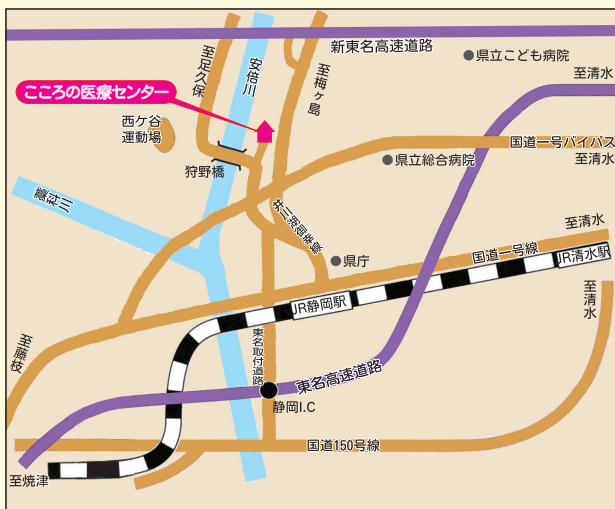 新東名高速道路
県立こども病院
至清水
至足久保
安倍川
至梅ヶ島
こころの医療センター
西ケ谷
運動場
国道一号バイパス
至清水
県立総合病院
狩野橋
藁科川
井川湖御幸線
至清水
国道一号線
県庁
JR清水駅
至清水
JR静岡駅
東名取付道路
至藤枝
東名高速道路
静岡I.C
国道150号線
至焼津